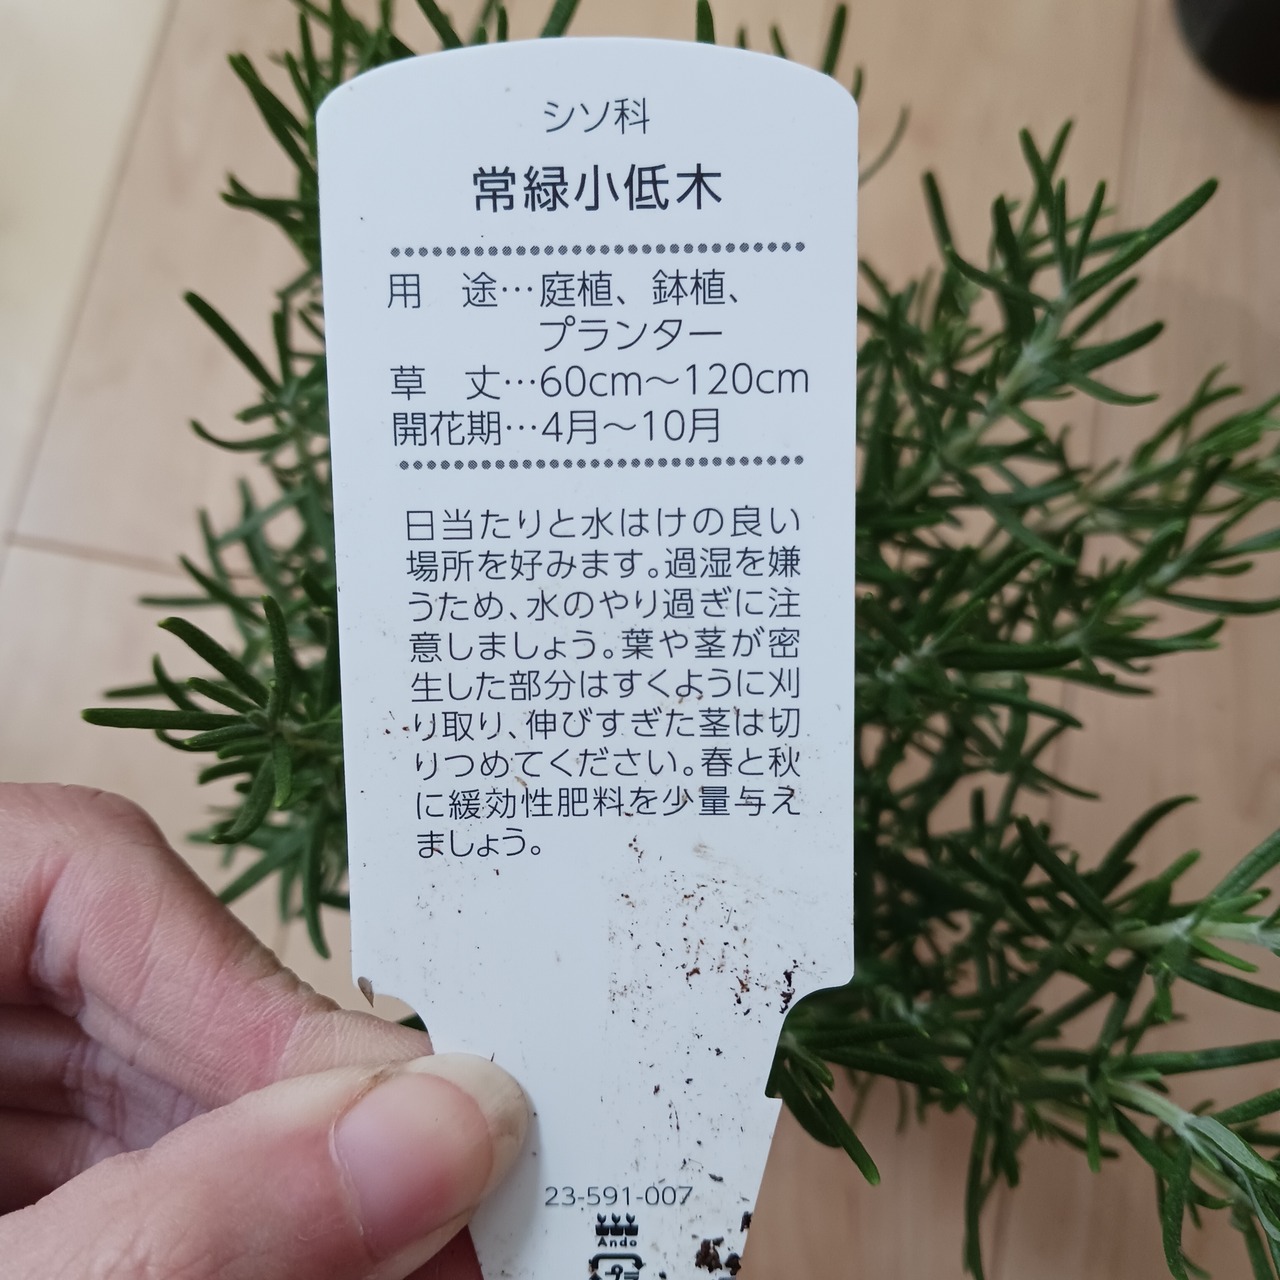 シソ科
常緑小低木
用　途…庭植、鉢植、
プランター
草　丈…60cm～120cm
開花期…4月～10月
日当たりと水はけの良い
場所を好みます。過湿を嫌
うため、水のやり過ぎに注
意しましょう。葉や茎が密
生した部分はすくように刈
り取り、伸びすぎた茎は切
りつめてください。春と秋
に緩効性肥料を少量与え
ましょう。
23-591-007
Ando
プラ